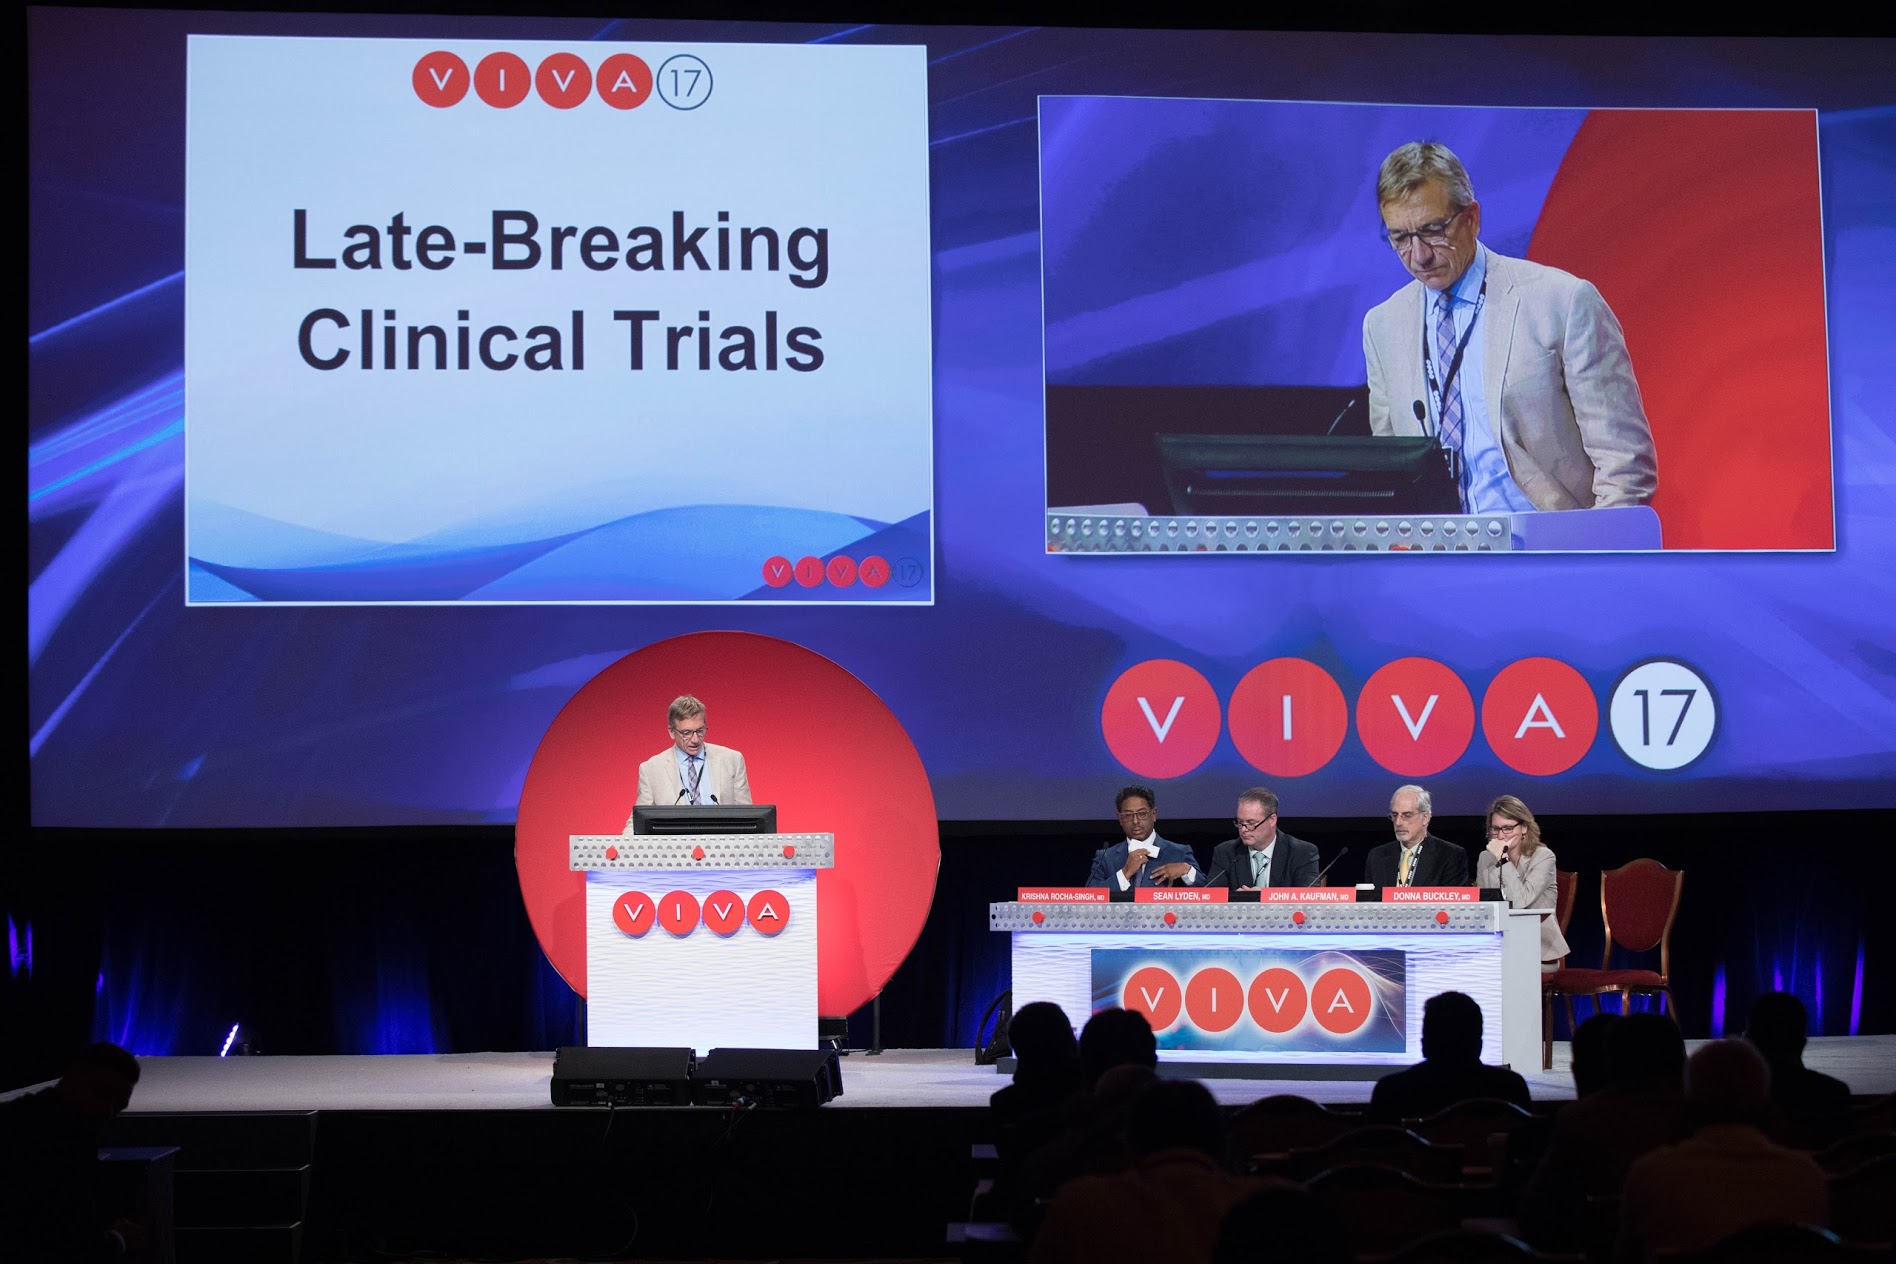 VIVA 17
Late-Breaking
Clinical Trials
VIVA 17
VIVA 17
VIVA
KRISHNA ROCHA-SINGH, MD
SEAN LYDEN, MD
JOHN A. KAUFMAN, MD
DONNA BUCKLEY, MD
VIVA